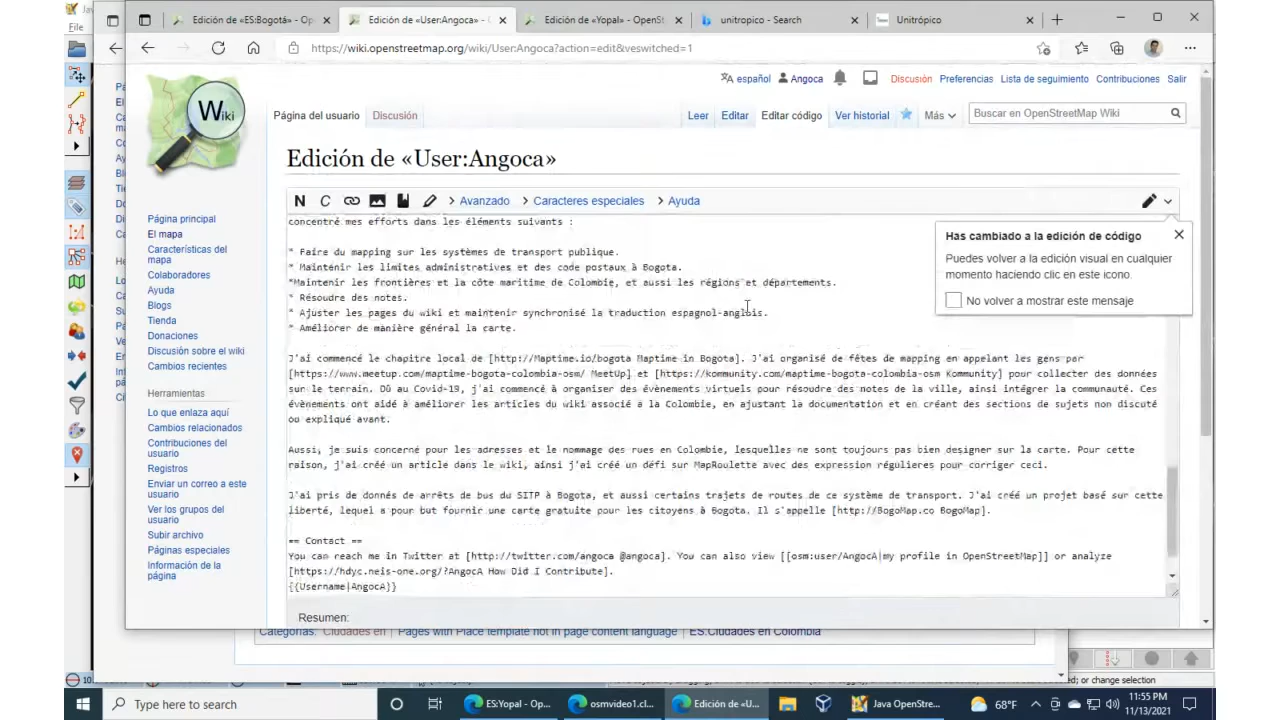 Jav
File
Edición de «ES:Bogotá» - Op
Edición de «User:Angoca» - O
Edición de «Yopal» - OpenSt
unitropico - Search
Unitrópico
https://wiki.openstreetmap.org/wiki/User:Angoca?action=edit&veswitched=1
español
Angoca
Discusión
Preferencias
Lista de seguimiento
Contribuciones
Salir
Wiki
Página del usuario
Discusión
Leer
Editar
Editar código
Ver historial
Más
Buscar en OpenStreetMap Wiki
Edición de «User:Angoca»
N
C
Avanzado
Caracteres especiales
Ayuda
Página principal
El mapa
Características del
mapa
Colaboradores
Ayuda
Blogs
Tienda
Donaciones
Discusión sobre el wiki
Cambios recientes
Herramientas
Lo que enlaza aquí
Cambios relacionados
Contribuciones del
usuario
Registros
Enviar un correo a este
usuario
Ver los grupos del
usuario
Subir archivo
Páginas especiales
Información de la
página
concentré mes efforts dans les éléments suivants :
* Faire du mapping sur les systèmes de transport publique.
* Maintenir les limites administratives et des code postaux à Bogota.
*Maintenir les frontières et la côte maritime de Colombie, et aussi les régions et départements.
* Résoudre des notes.
* Ajuster les pages du wiki et maintenir synchronisé la traduction espagnol-anglais.
* Améliorer de manière général la carte.
J'ai commencé le chapitre local de [http://Maptime.io/bogota Maptime in Bogota]. J'ai organisé de fêtes de mapping en appelant les gens par
[https://www.meetup.com/maptime-bogota-colombia-osm/ MeetUp] et [https://kommunity.com/maptime-bogota-colombia-osm Kommunity] pour collecter des données
sur le terrain. Dû au Covid-19, j'ai commencé à organiser des évènements virtuels pour résoudre des notes de la ville, ainsi intégrer la communauté. Ces
évènements ont aidé à améliorer les articles du wiki associé à la Colombie, en ajustant la documentation et en créant des sections de sujets non discuté
ou expliqué avant.
Aussi, je suis concerné pour les adresses et le nommage des rues en Colombie, lesquelles ne sont toujours pas bien designer sur la carte. Pour cette
raison, j'ai créé un article dans le wiki, ainsi j'ai créé un défi sur MapRoulette avec des expression régulieres pour corriger ceci.
J'ai pris de donnés de arrêts de bus du SITP à Bogota, et aussi certains trajets de routes de ce système de transport. J'ai créé un projet basé sur cette
liberté, lequel a pour but fournir une carte gratuite pour les citoyens à Bogota. Il s'appelle [http://BogoMap.co BogoMap].
== Contact ==
You can reach me in Twitter at [http://twitter.com/angoca @angoca]. You can also view [[osm:user/AngocA|my profile in OpenStreetMap]] or analyze
[https://hdyc.neis-one.org/?AngocA How Did I Contribute].
{{Username|AngocA}}
Has cambiado a la edición de código
Puedes volver a la edición visual en cualquier
momento haciendo clic en este icono.
No volver a mostrar este mensaje
Resumen:
Categorías: Ciudades en
Pages with Place template not in page content language
ES:Ciudades en Colombia
ed; or change selection
Type here to search
ES:Yopal - Op...
osmvideo1.cl...
Edición de «U...
Java OpenStre...
68°F
11:55 PM
11/13/2021